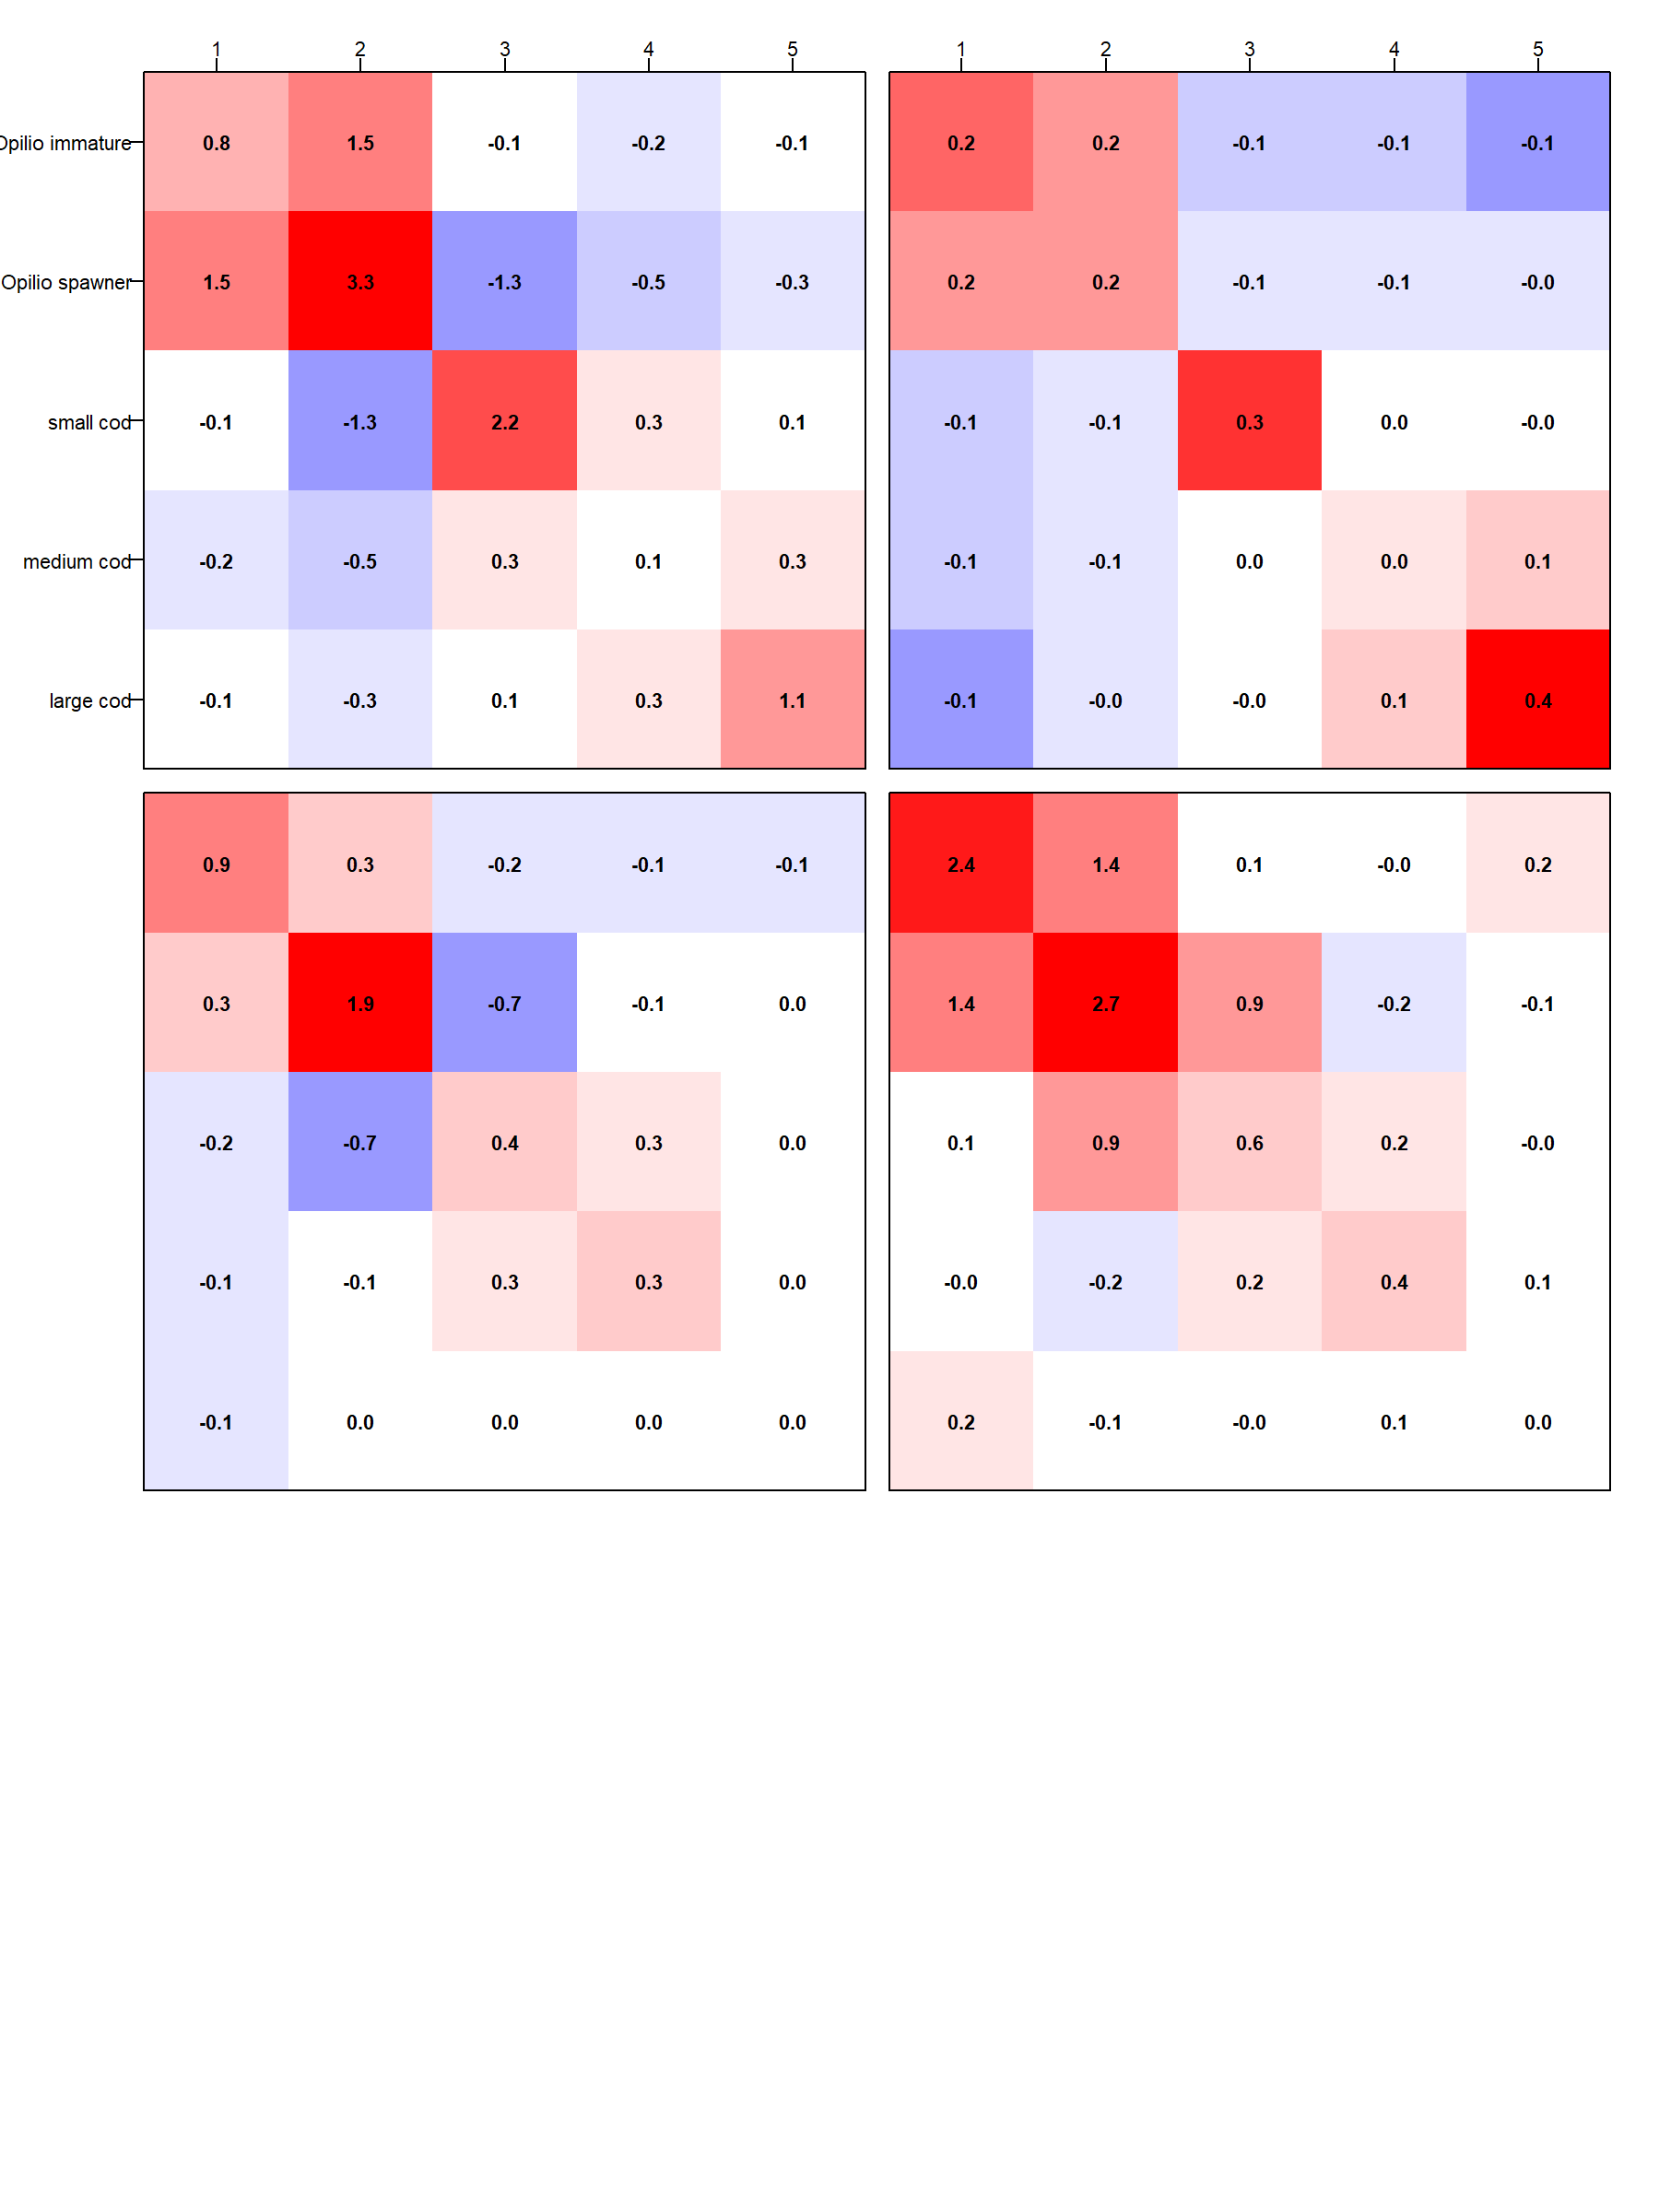 1 2 3 4 5 1 2 3 4 5
Opilio immature 0.8 1.5 -0.1 -0.2 -0.1 0.2 0.2 -0.1 -0.1 -0.1
Opilio spawner 1.5 3.3 -1.3 -0.5 -0.3 0.2 0.2 -0.1 -0.1 -0.0
small cod -0.1 -1.3 2.2 0.3 0.1 -0.1 -0.1 0.3 0.0 -0.0
medium cod -0.2 -0.5 0.3 0.1 0.3 -0.1 -0.1 0.0 0.0 0.1
large cod -0.1 -0.3 0.1 0.3 1.1 -0.1 -0.0 -0.0 0.1 0.4
0.9 0.3 -0.2 -0.1 -0.1 2.4 1.4 0.1 -0.0 0.2
0.3 1.9 -0.7 -0.1 0.0 1.4 2.7 0.9 -0.2 -0.1
-0.2 -0.7 0.4 0.3 0.0 0.1 0.9 0.6 0.2 -0.0
-0.1 -0.1 0.3 0.3 0.0 -0.0 -0.2 0.2 0.4 0.1
-0.1 0.0 0.0 0.0 0.0 0.2 -0.1 -0.0 0.1 0.0